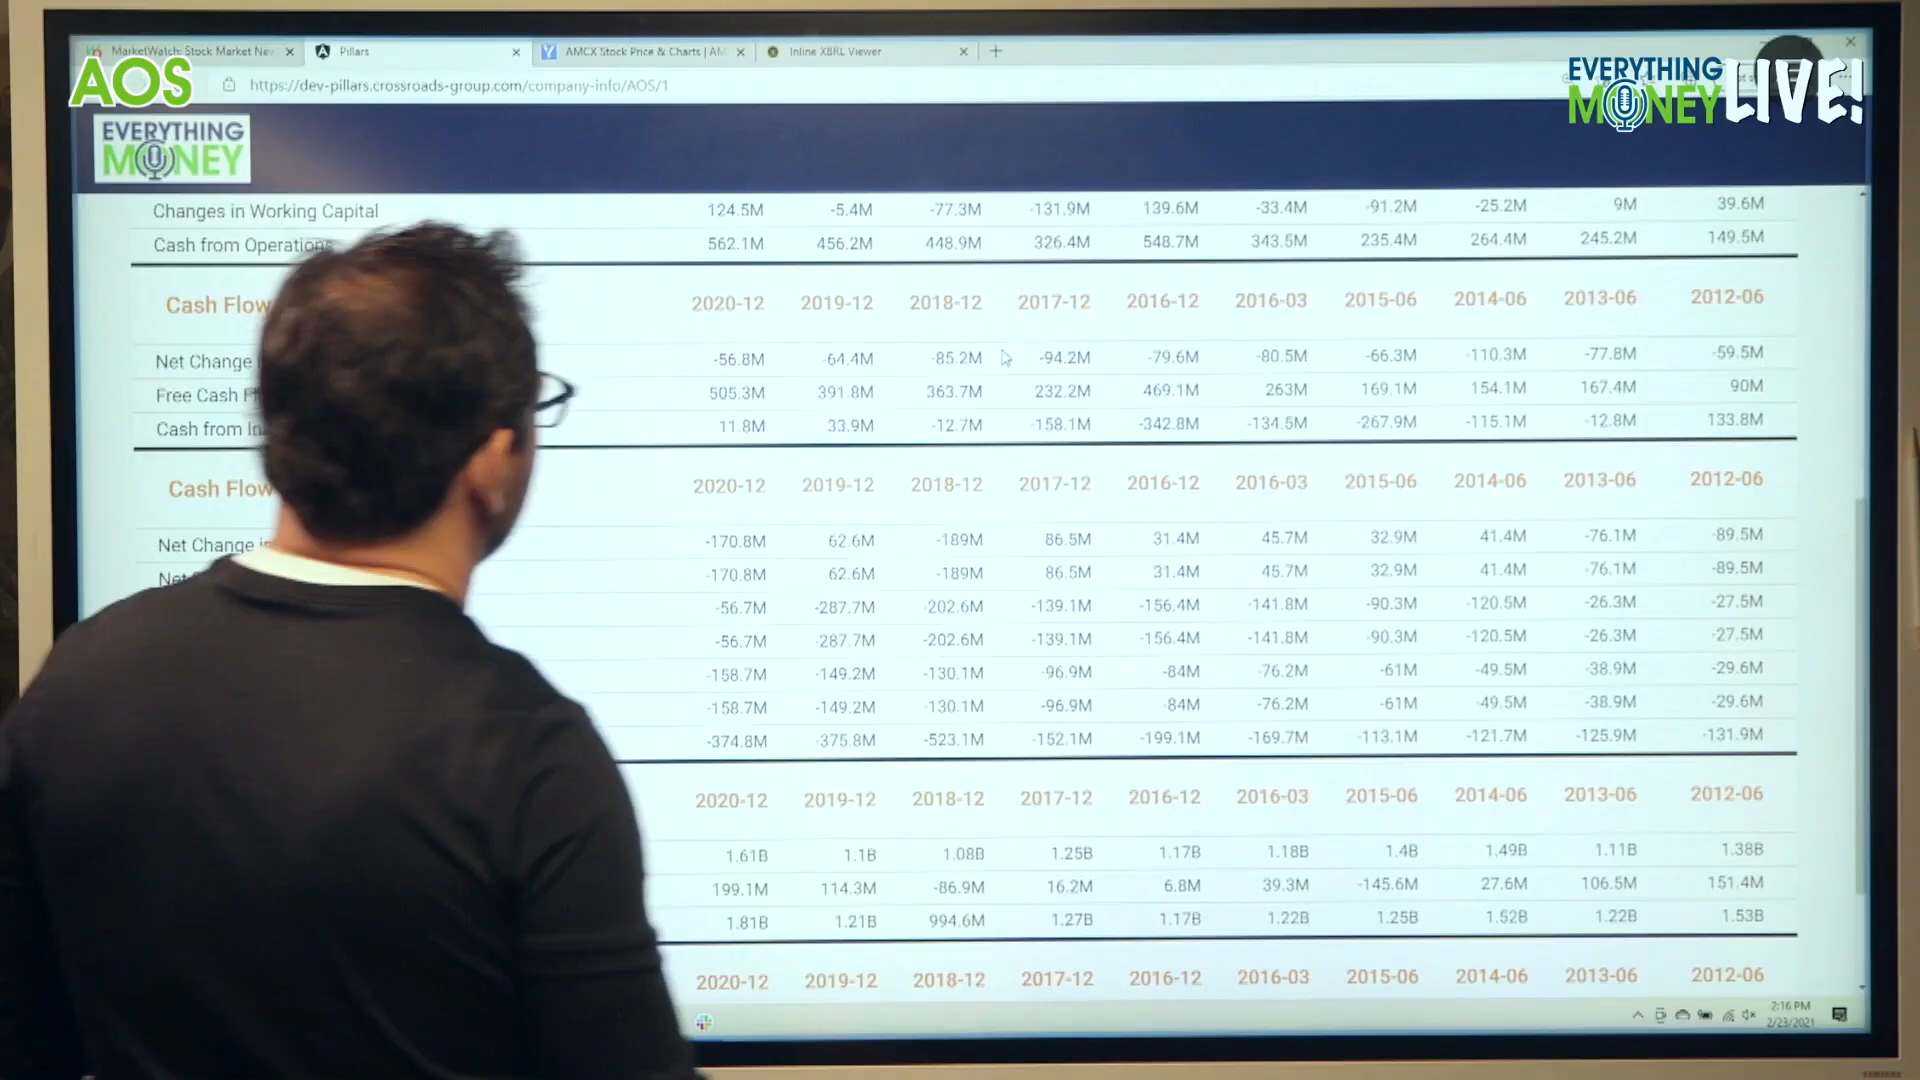 MarketWatch: Stock Market New Pillars AMCX Stock Price & Charts | AM Inline XBRL Viewer
AOS
https://dev-pillars.crossroads-group.com/company-info/AOS/1
EVERYTHING MONEY LIVE!
EVERYTHING
MONEY
Changes in Working Capital 124.5M -5.4M -77.3M -131.9M 139.6M -33.4M -91.2M -25.2M 9M 39.6M
Cash from Operations 562.1M 456.2M 448.9M 326.4M 548.7M 343.5M 235.4M 264.4M 245.2M 149.5M
Cash Flow 2020-12 2019-12 2018-12 2017-12 2016-12 2016-03 2015-06 2014-06 2013-06 2012-06
Net Change -56.8M -64.4M -85.2M -94.2M -79.6M -80.5M -66.3M -110.3M -77.8M -59.5M
Free Cash Fl 505.3M 391.8M 363.7M 232.2M 469.1M 263M 169.1M 154.1M 167.4M 90M
Cash from In 11.8M 33.9M -12.7M -158.1M -342.8M -134.5M -267.9M -115.1M -12.8M 133.8M
Cash Flow 2020-12 2019-12 2018-12 2017-12 2016-12 2016-03 2015-06 2014-06 2013-06 2012-06
Net Change in -170.8M 62.6M -189M 86.5M 31.4M 45.7M 32.9M 41.4M -76.1M -89.5M
Net -170.8M 62.6M -189M 86.5M 31.4M 45.7M 32.9M 41.4M -76.1M -89.5M
-56.7M -287.7M -202.6M -139.1M -156.4M -141.8M -90.3M -120.5M -26.3M -27.5M
-56.7M -287.7M -202.6M -139.1M -156.4M -141.8M -90.3M -120.5M -26.3M -27.5M
-158.7M -149.2M -130.1M -96.9M -84M -76.2M -61M -49.5M -38.9M -29.6M
-158.7M -149.2M -130.1M -96.9M -84M -76.2M -61M -49.5M -38.9M -29.6M
-374.8M -375.8M -523.1M -152.1M -199.1M -169.7M -113.1M -121.7M -125.9M -131.9M
2020-12 2019-12 2018-12 2017-12 2016-12 2016-03 2015-06 2014-06 2013-06 2012-06
1.61B 1.1B 1.08B 1.25B 1.17B 1.18B 1.4B 1.49B 1.11B 1.38B
199.1M 114.3M -86.9M 16.2M 6.8M 39.3M -145.6M 27.6M 106.5M 151.4M
1.81B 1.21B 994.6M 1.27B 1.17B 1.22B 1.25B 1.52B 1.22B 1.53B
2020-12 2019-12 2018-12 2017-12 2016-12 2016-03 2015-06 2014-06 2013-06 2012-06
2:16 PM
2/23/2021